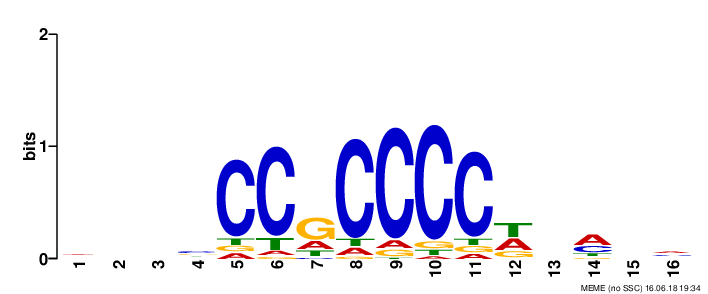 2
1
0
bits
C C G C C C C T A
T T A T A G T A C
G A T A G T G G
A G C G A A
1 2 3 4 5 6 7 8 9 10 11 12 13 14 15 16
MEME (no SSC) 16.06.18 19:34